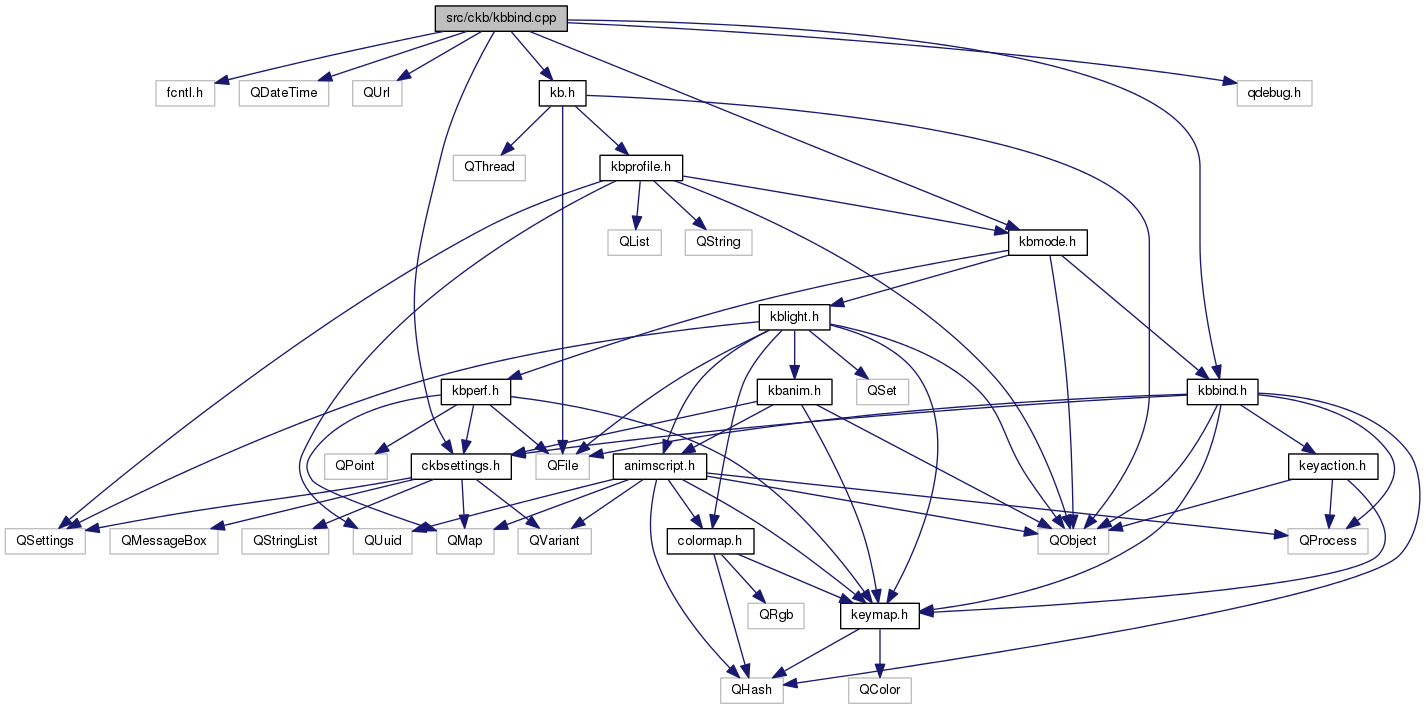 src/ckb/kbbind.cpp
fcntl.h
QDateTime
QUrl
kb.h
qdebug.h
QThread
kbprofile.h
QList
QString
kbmode.h
kblight.h
kbperf.h
kbanim.h
QSet
kbbind.h
QPoint
ckbsettings.h
QFile
animscript.h
keyaction.h
QSettings
QMessageBox
QStringList
QUuid
QMap
QVariant
colormap.h
QObject
QProcess
QRgb
keymap.h
QHash
QColor